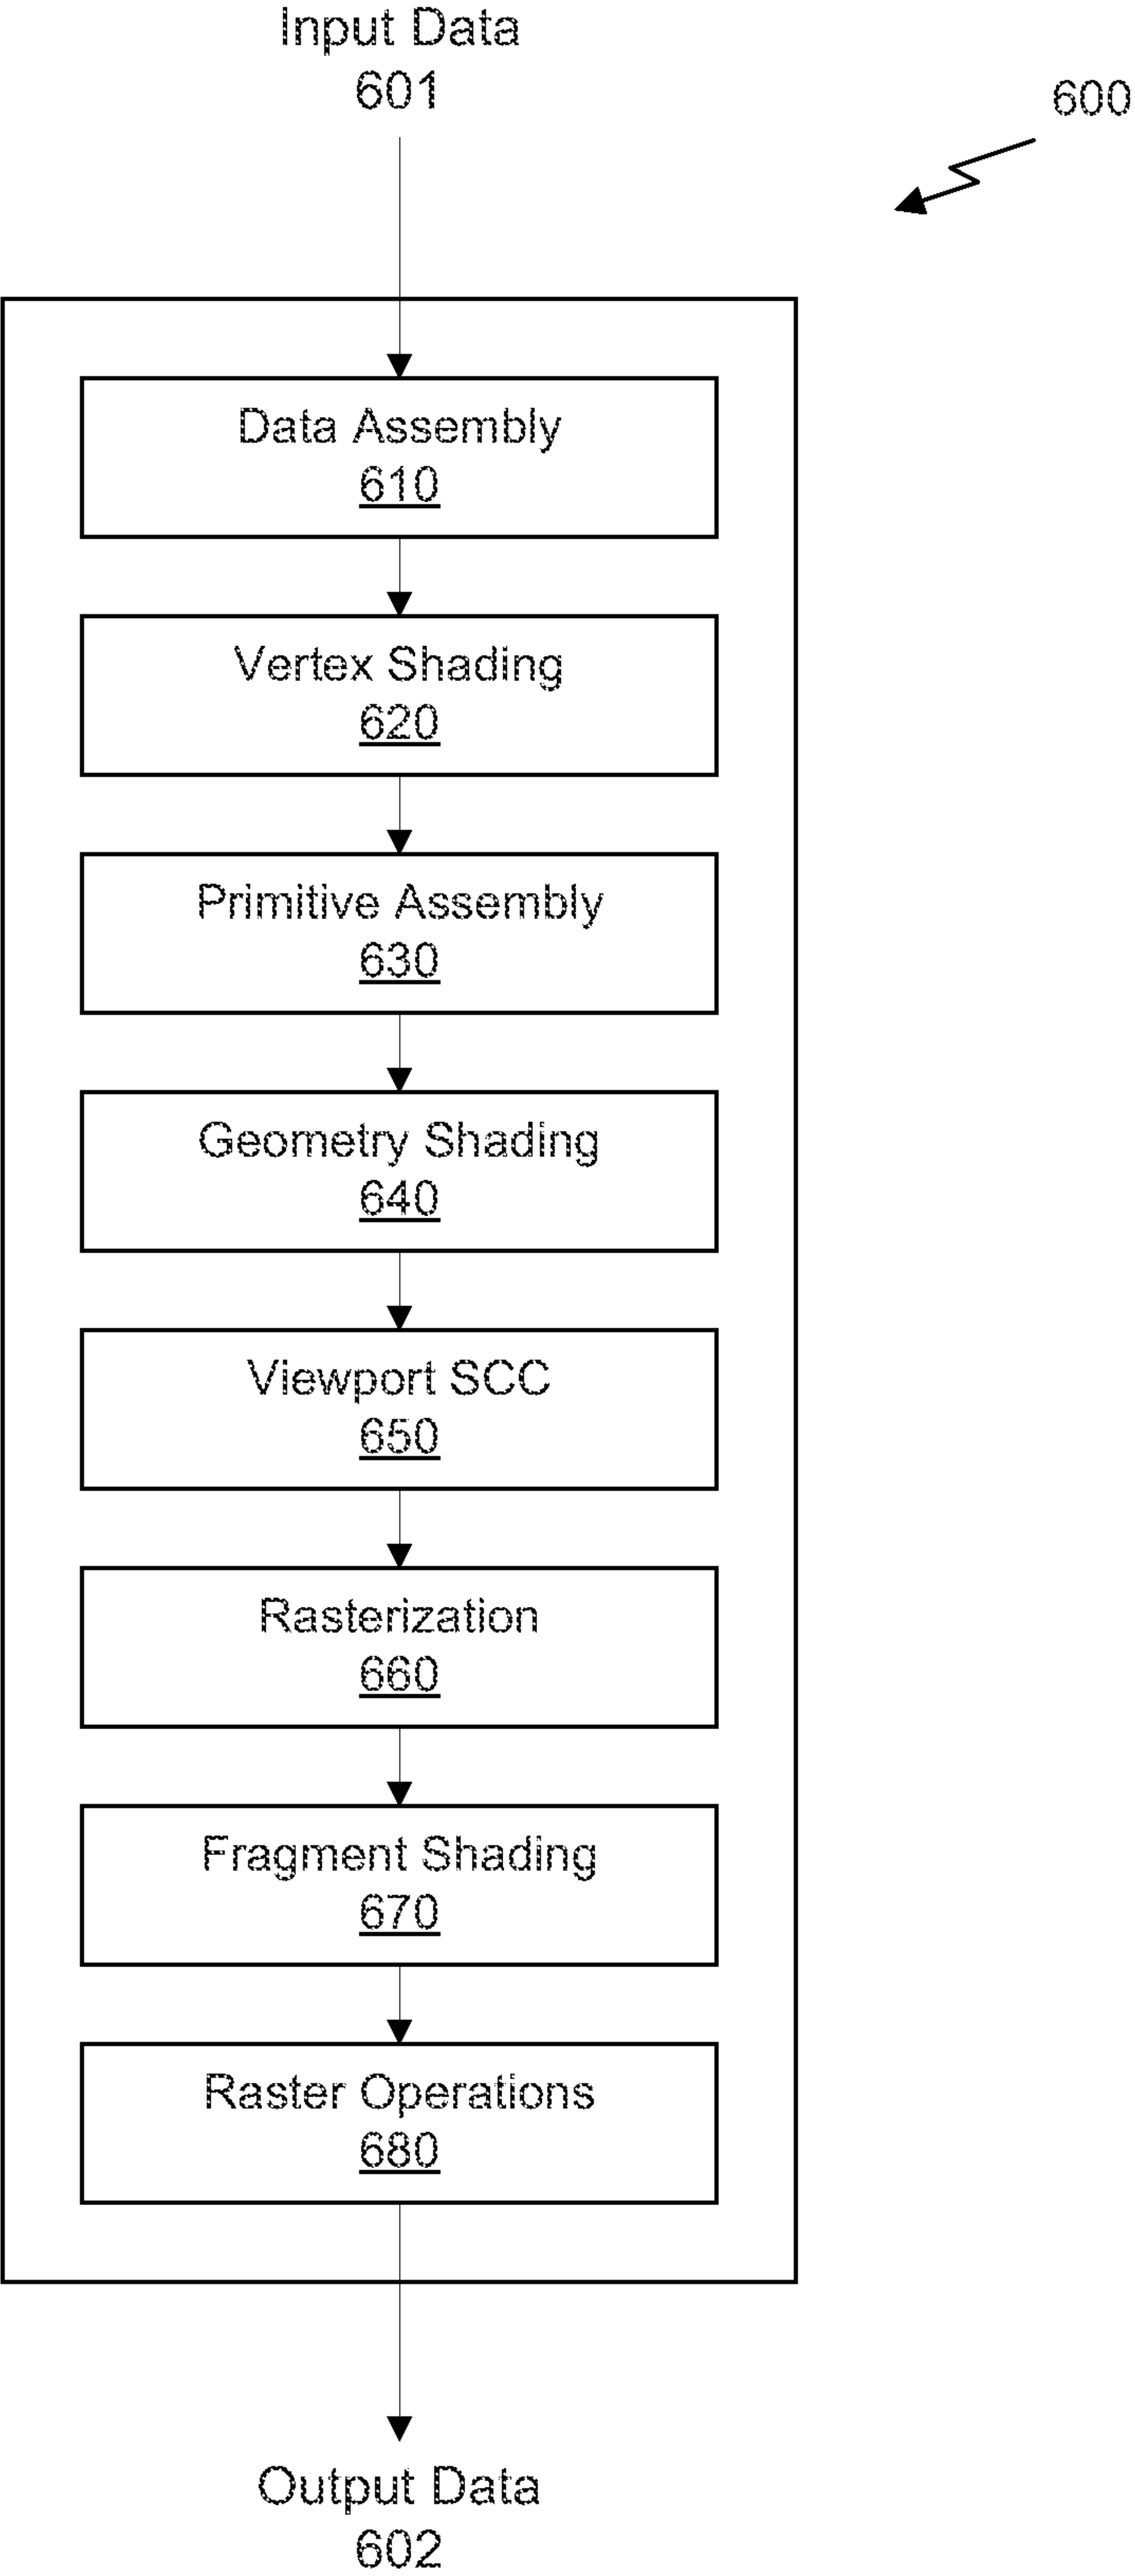 Input Data
601
600
Data Assembly
610
Vertex Shading
620
Primitive Assembly
630
Geometry Shading
640
Viewport SCC
650
Rasterization
660
Fragment Shading
670
Raster Operations
680
Output Data
602